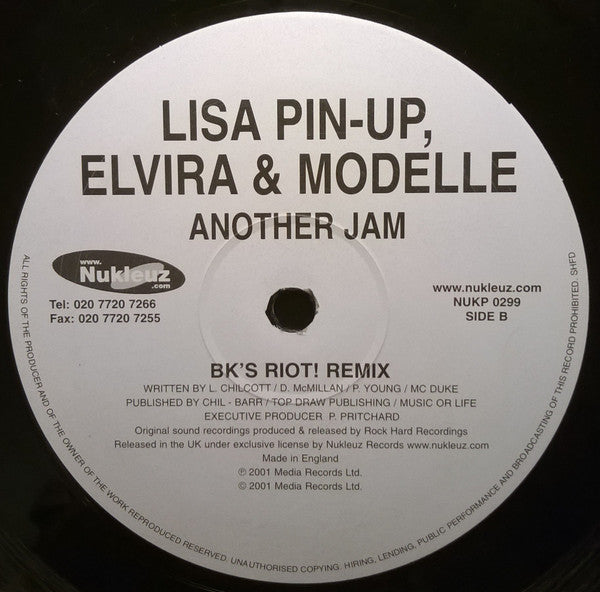 LISA PIN-UP,
ELVIRA & MODELLE
ANOTHER JAM
www.
Nukleuz
.com
Tel: 020 7720 7266
Fax: 020 7720 7255
www.nukleuz.com
NUKP 0299
SIDE B
BK'S RIOT! REMIX
WRITTEN BY L. CHILCOTT / D. McMILLAN / P. YOUNG / MC DUKE
PUBLISHED BY CHIL - BARR / TOP DRAW PUBLISHING / MUSIC OR LIFE
EXECUTIVE PRODUCER P. PRITCHARD
Original sound recordings produced & released by Rock Hard Recordings
Released in the UK under exclusive license by Nukleuz Records www.nukleuz.com
Made in England
℗ 2001 Media Records Ltd.
© 2001 Media Records Ltd.
ALL RIGHTS OF THE PRODUCER AND OF THE OWNER OF THE WORK REPRODUCED RESERVED. UNAUTHORISED COPYING. HIRING, LENDING, PUBLIC PERFORMANCE AND BROADCASTING OF THIS RECORD PROHIBITED. SHFD